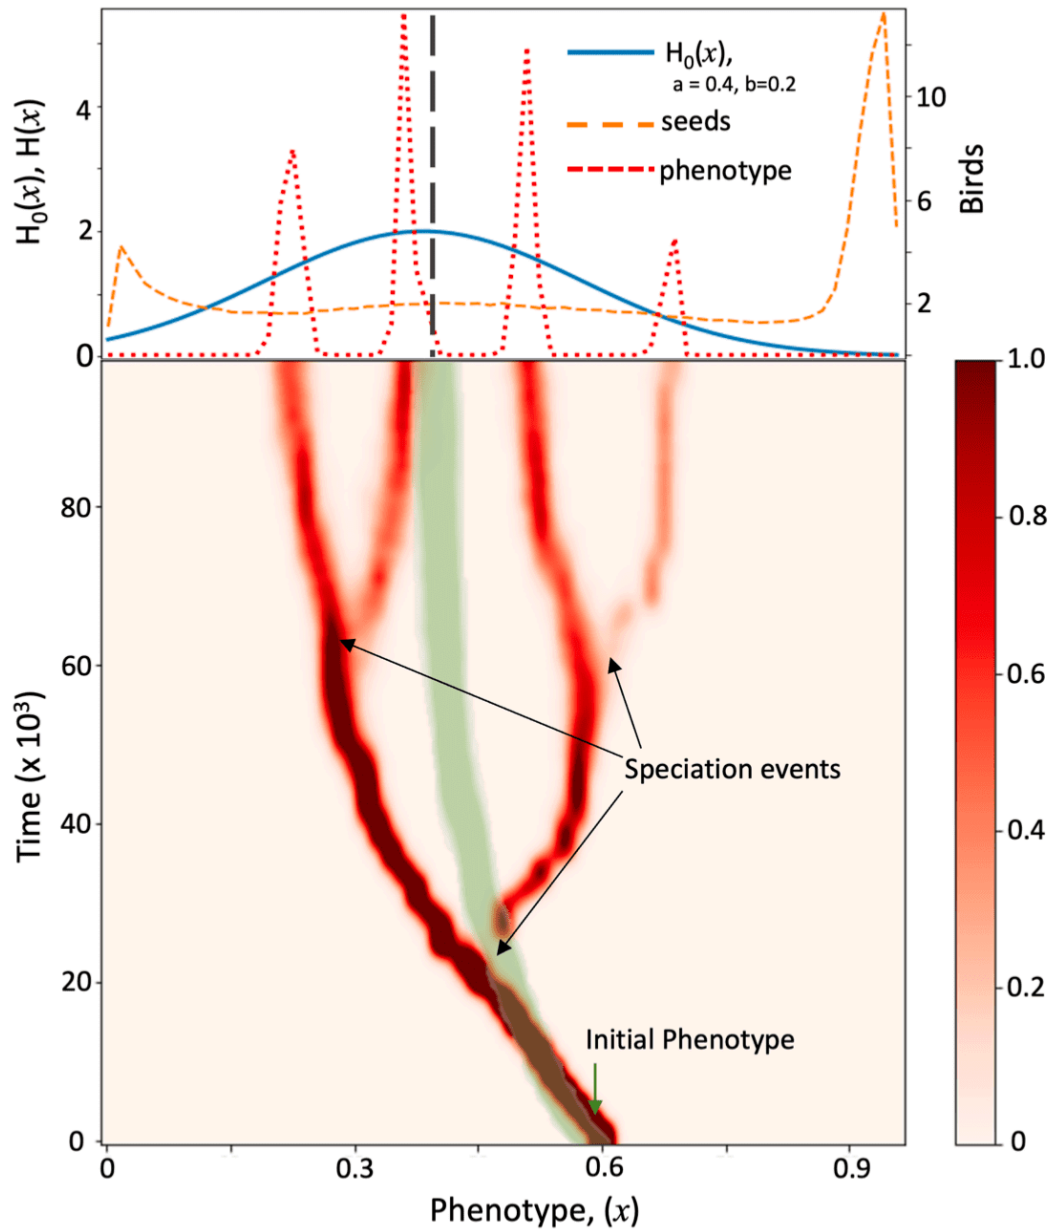 H₀(x), H(x)
4
2
0
H₀(x),
a = 0.4, b=0.2
seeds
phenotype
10
6
2
Birds
Time (x 10³)
80
60
40
20
0
Speciation events
Initial Phenotype
0
0.3
0.6
0.9
Phenotype, (x)
1.0
0.8
0.6
0.4
0.2
0